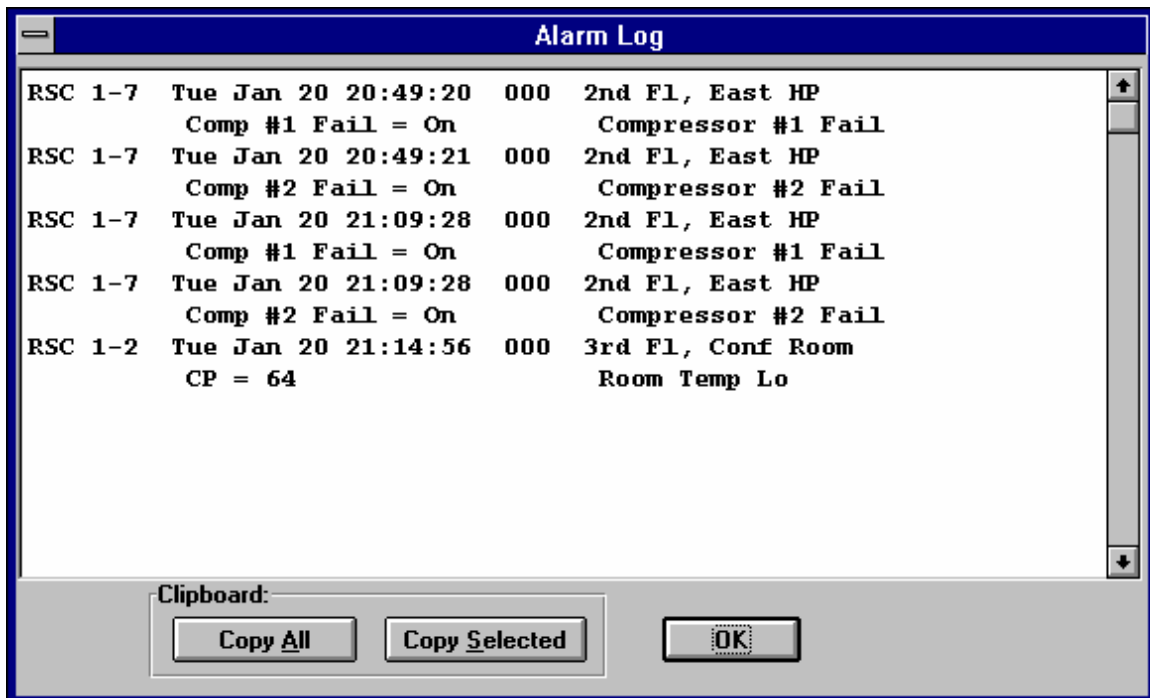 Alarm Log
RSC 1-7 Tue Jan 20 20:49:20 000 2nd Fl, East HP
Comp #1 Fail = On Compressor #1 Fail
RSC 1-7 Tue Jan 20 20:49:21 000 2nd Fl, East HP
Comp #2 Fail = On Compressor #2 Fail
RSC 1-7 Tue Jan 20 21:09:28 000 2nd Fl, East HP
Comp #1 Fail = On Compressor #1 Fail
RSC 1-7 Tue Jan 20 21:09:28 000 2nd Fl, East HP
Comp #2 Fail = On Compressor #2 Fail
RSC 1-2 Tue Jan 20 21:14:56 000 3rd Fl, Conf Room
CP = 64 Room Temp Lo
Clipboard:
Copy All Copy Selected OK